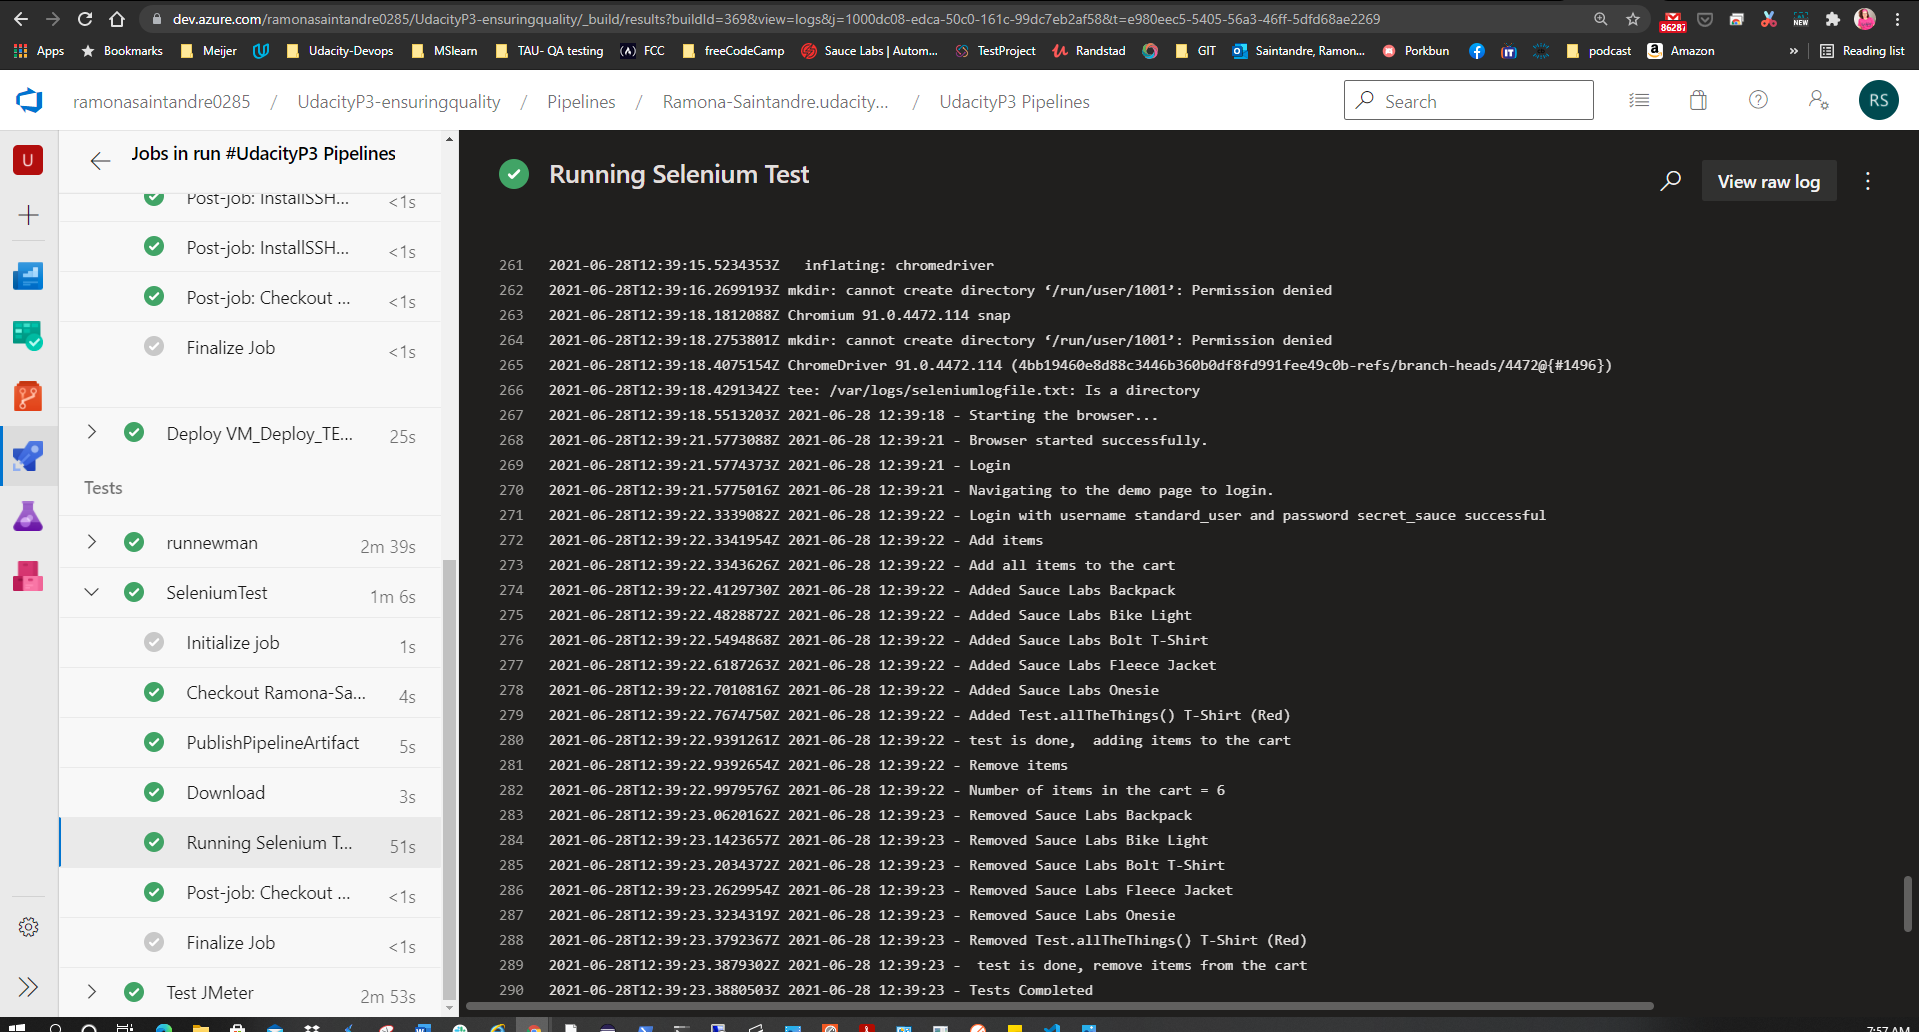 dev.azure.com/ramonasaintandre0285/UdacityP3-ensuringquality/_build/results?buildId=369&view=logs&j=1000dc08-edca-50c0-161c-99dc7eb2af58&t=e980eec5-5405-56a3-46ff-5dfd68ae2269
86287
NEW
Apps Bookmarks Meijer Udacity-Devops MSlearn TAU- QA testing FCC freeCodeCamp Sauce Labs | Autom... TestProject Randstad GIT Saintandre, Ramon... Porkbun podcast Amazon » Reading list
ramonasaintandre0285 / UdacityP3-ensuringquality / Pipelines / Ramona-Saintandre.udacity... / UdacityP3 Pipelines
Search
RS
U
Jobs in run #UdacityP3 Pipelines
Post-job: InstallSSH... <1s
Post-job: InstallSSH... <1s
Post-job: Checkout ... <1s
Finalize Job <1s
Deploy VM_Deploy_TE... 25s
Tests
runnewman 2m 39s
SeleniumTest 1m 6s
Initialize job 1s
Checkout Ramona-Sa... 4s
PublishPipelineArtifact 5s
Download 3s
Running Selenium T... 51s
Post-job: Checkout ... <1s
Finalize Job <1s
Test JMeter 2m 53s
Running Selenium Test
View raw log
261 2021-06-28T12:39:15.5234353Z   inflating: chromedriver
262 2021-06-28T12:39:16.2699193Z mkdir: cannot create directory ‘/run/user/1001’: Permission denied
263 2021-06-28T12:39:18.1812088Z Chromium 91.0.4472.114 snap
264 2021-06-28T12:39:18.2753801Z mkdir: cannot create directory ‘/run/user/1001’: Permission denied
265 2021-06-28T12:39:18.4075154Z ChromeDriver 91.0.4472.114 (4bb19460e8d88c3446b360b0df8fd991fee49c0b-refs/branch-heads/4472@{#1496})
266 2021-06-28T12:39:18.4291342Z tee: /var/logs/seleniumlogfile.txt: Is a directory
267 2021-06-28T12:39:18.5513203Z 2021-06-28 12:39:18 - Starting the browser...
268 2021-06-28T12:39:21.5773088Z 2021-06-28 12:39:21 - Browser started successfully.
269 2021-06-28T12:39:21.5774373Z 2021-06-28 12:39:21 - Login
270 2021-06-28T12:39:21.5775016Z 2021-06-28 12:39:21 - Navigating to the demo page to login.
271 2021-06-28T12:39:22.3339082Z 2021-06-28 12:39:22 - Login with username standard_user and password secret_sauce successful
272 2021-06-28T12:39:22.3341954Z 2021-06-28 12:39:22 - Add items
273 2021-06-28T12:39:22.3343626Z 2021-06-28 12:39:22 - Add all items to the cart
274 2021-06-28T12:39:22.4129730Z 2021-06-28 12:39:22 - Added Sauce Labs Backpack
275 2021-06-28T12:39:22.4828872Z 2021-06-28 12:39:22 - Added Sauce Labs Bike Light
276 2021-06-28T12:39:22.5494868Z 2021-06-28 12:39:22 - Added Sauce Labs Bolt T-Shirt
277 2021-06-28T12:39:22.6187263Z 2021-06-28 12:39:22 - Added Sauce Labs Fleece Jacket
278 2021-06-28T12:39:22.7010816Z 2021-06-28 12:39:22 - Added Sauce Labs Onesie
279 2021-06-28T12:39:22.7674750Z 2021-06-28 12:39:22 - Added Test.allTheThings() T-Shirt (Red)
280 2021-06-28T12:39:22.9391261Z 2021-06-28 12:39:22 - test is done,  adding items to the cart
281 2021-06-28T12:39:22.9392654Z 2021-06-28 12:39:22 - Remove items
282 2021-06-28T12:39:22.9979576Z 2021-06-28 12:39:22 - Number of items in the cart = 6
283 2021-06-28T12:39:23.0620162Z 2021-06-28 12:39:23 - Removed Sauce Labs Backpack
284 2021-06-28T12:39:23.1423657Z 2021-06-28 12:39:23 - Removed Sauce Labs Bike Light
285 2021-06-28T12:39:23.2034372Z 2021-06-28 12:39:23 - Removed Sauce Labs Bolt T-Shirt
286 2021-06-28T12:39:23.2629954Z 2021-06-28 12:39:23 - Removed Sauce Labs Fleece Jacket
287 2021-06-28T12:39:23.3234319Z 2021-06-28 12:39:23 - Removed Sauce Labs Onesie
288 2021-06-28T12:39:23.3792367Z 2021-06-28 12:39:23 - Removed Test.allTheThings() T-Shirt (Red)
289 2021-06-28T12:39:23.3879302Z 2021-06-28 12:39:23 -  test is done, remove items from the cart
290 2021-06-28T12:39:23.3880503Z 2021-06-28 12:39:23 - Tests Completed
7:57 AM